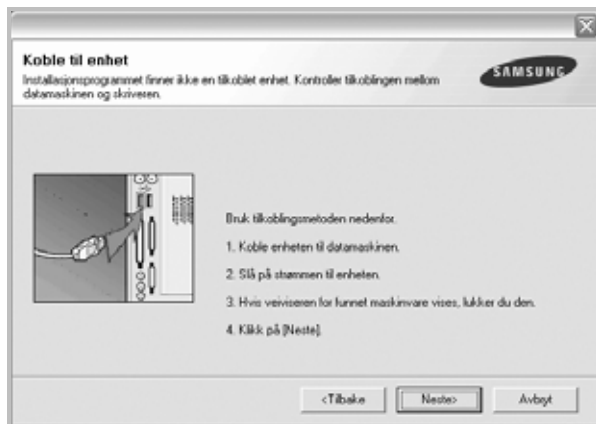 Koble til enhet
Installasjonsprogrammet finner ikke en tilkoblet enhet. Kontroller tilkoblingen mellom
datamaskinen og skriveren.
SAMSUNG
Bruk tilkoblingsmetoden nedenfor.
1. Koble enheten til datamaskinen.
2. Slå på strømmen til enheten.
3. Hvis veiviseren for funnet maskinvare vises, lukker du den.
4. Klikk på [Neste].
<Tilbake
Neste>
Avbryt